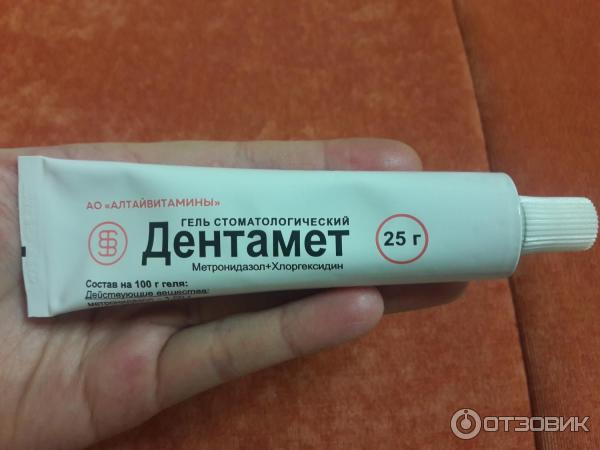 АО «АЛТАЙВИТАМИНЫ»
ГЕЛЬ СТОМАТОЛОГИЧЕСКИЙ
Дентамет
25 г
Метронидазол+Хлоргексидин
Состав на 100 г геля:
Действующие вещества:
ОТЗОВИК